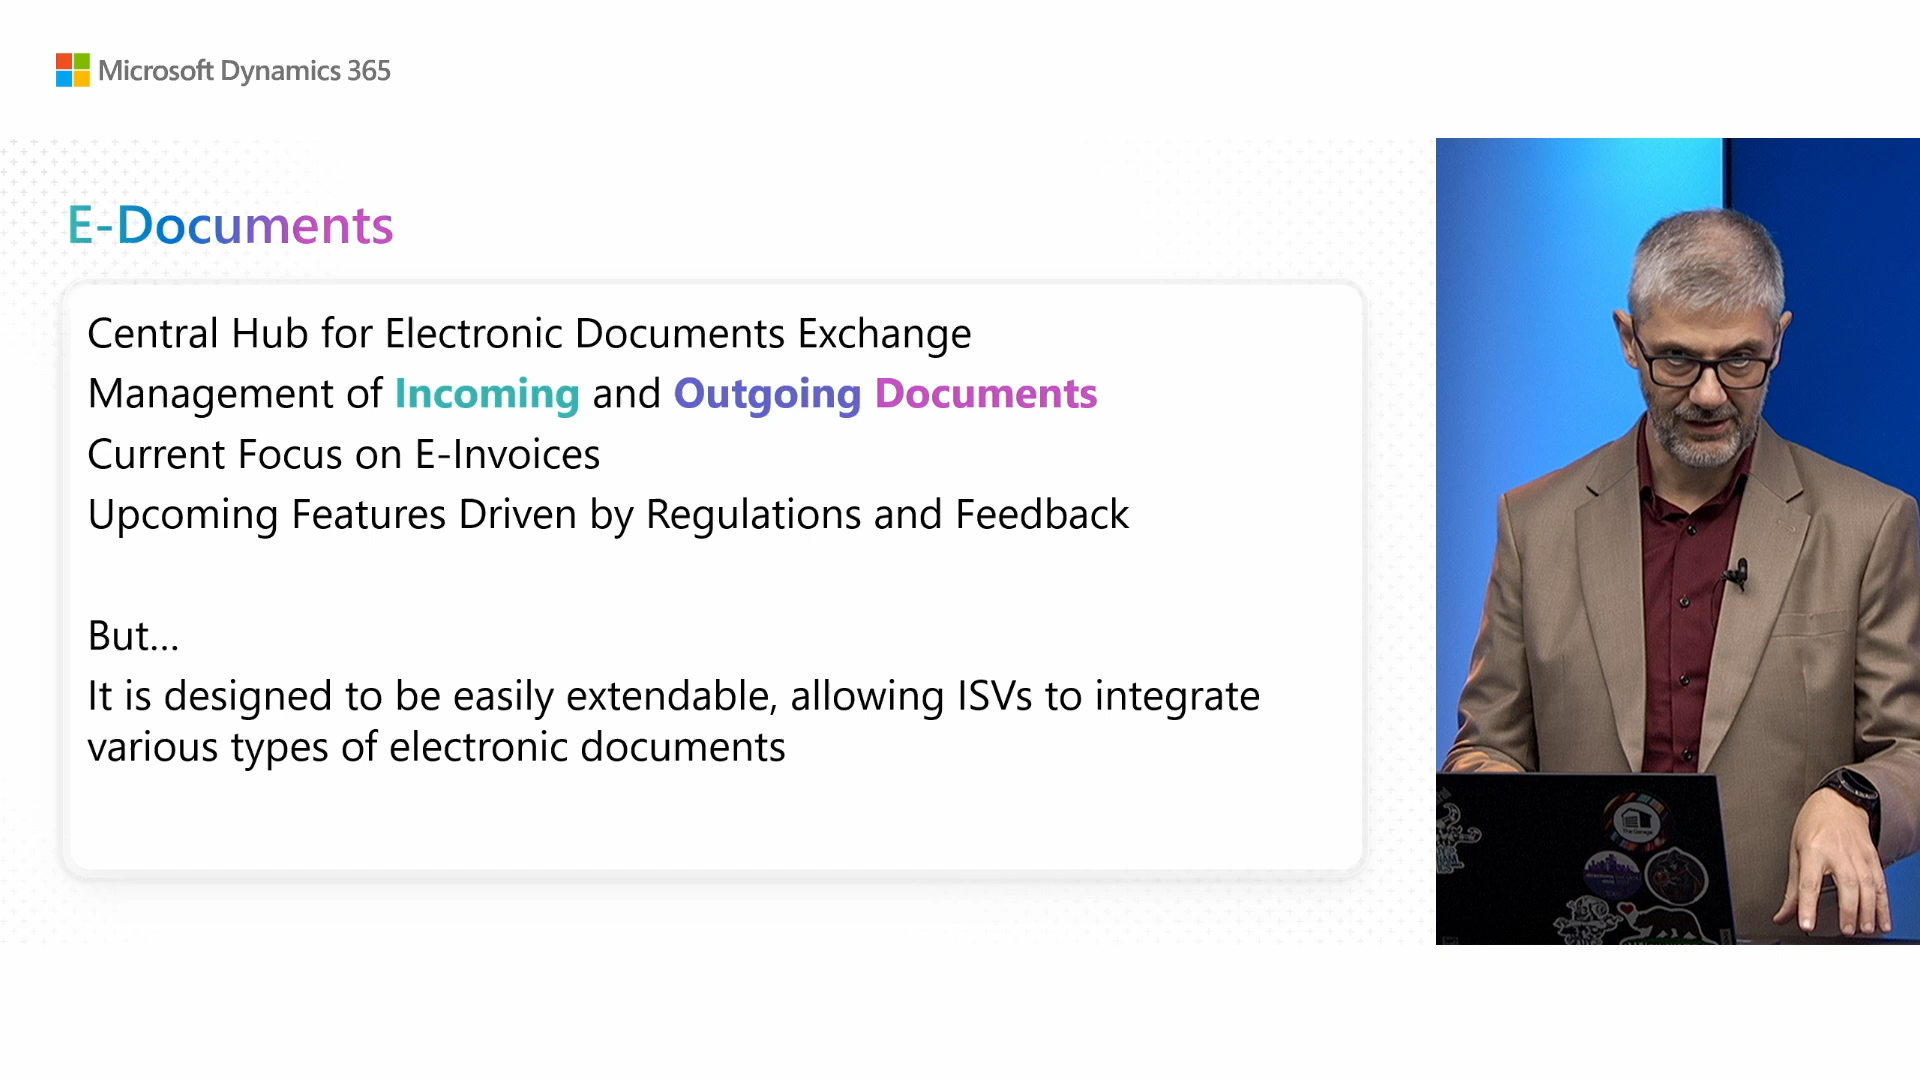 Microsoft Dynamics 365
E-Documents
Central Hub for Electronic Documents Exchange
Management of Incoming and Outgoing Documents
Current Focus on E-Invoices
Upcoming Features Driven by Regulations and Feedback
But...
It is designed to be easily extendable, allowing ISVs to integrate
various types of electronic documents
The Garage